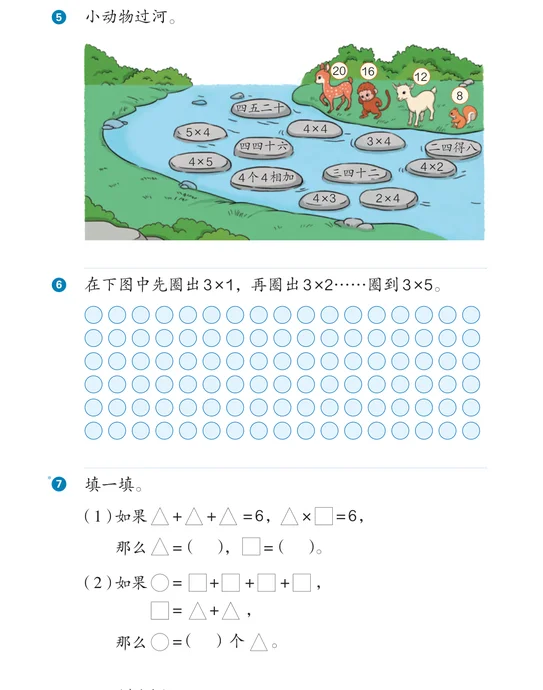 5 小动物过河。
20 16 12 8
四五二十
5×4 4×4
四四十六 3×4 二四得八
4×5 4个4相加 三四十二 4×2
4×3 2×4
6 在下图中先圈出3×1，再圈出3×2……圈到3×5。
7 填一填。
（1）如果△+△+△=6，△×□=6，
那么△=（ ），□=（ ）。
（2）如果○=□+□+□+□，
□=△+△，
那么○=（ ）个△。